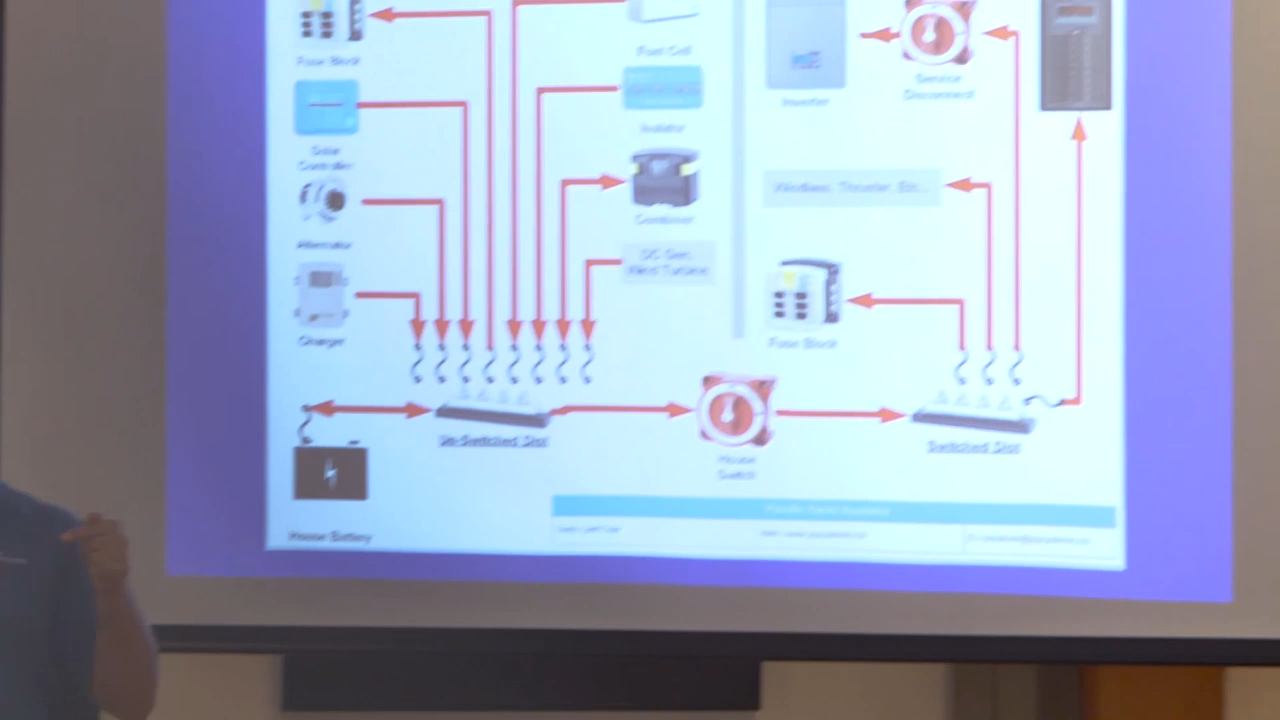 Fuse Block
Fuel Cell
Inverter
Service
Disconnect
Solar
Controller
Isolator
Alternator
Combiner
Windlass, Thruster, Etc...
DC Gen,
Wind Turbine
Charger
Fuse Block
Un-Switched Slot
House
Switch
Switched Slot
House Battery